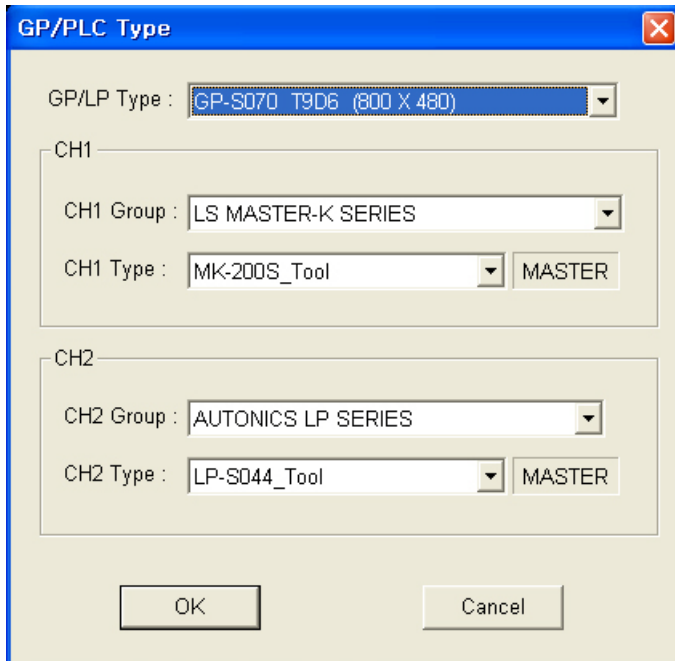 GP/PLC Type
GP/LP Type : GP-S070 T9D6 (800 X 480)
CH1
CH1 Group : LS MASTER-K SERIES
CH1 Type : MK-200S_Tool MASTER
CH2
CH2 Group : AUTONICS LP SERIES
CH2 Type : LP-S044_Tool MASTER
OK Cancel